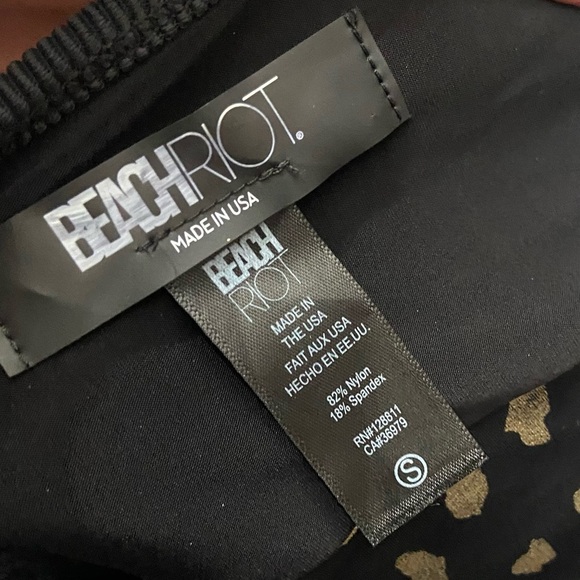 BEACHRIOT.®
MADE IN USA
BEACH
RIOT
MADE IN
THE USA
FAIT AUX USA
HECHO EN EE.UU.
82% Nylon
18% Spandex
RN#128811
CA#36979
S